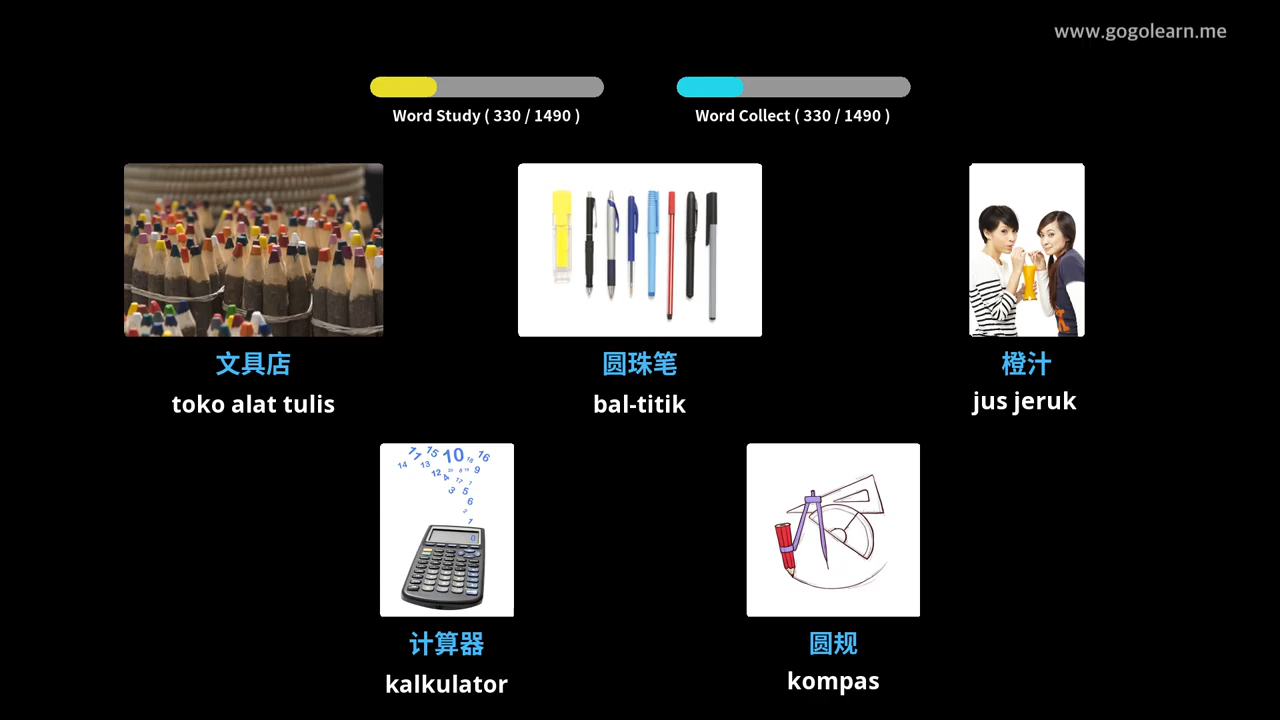 www.gogolearn.me
Word Study ( 330 / 1490 )
Word Collect ( 330 / 1490 )
文具店
toko alat tulis
圆珠笔
bal-titik
橙汁
jus jeruk
计算器
kalkulator
圆规
kompas